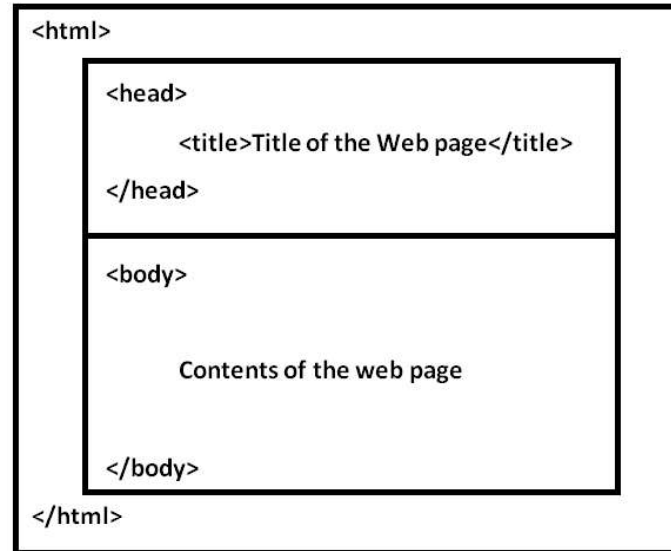 <html>
<head>
<title>Title of the Web page</title>
</head>
<body>
Contents of the web page
</body>
</html>